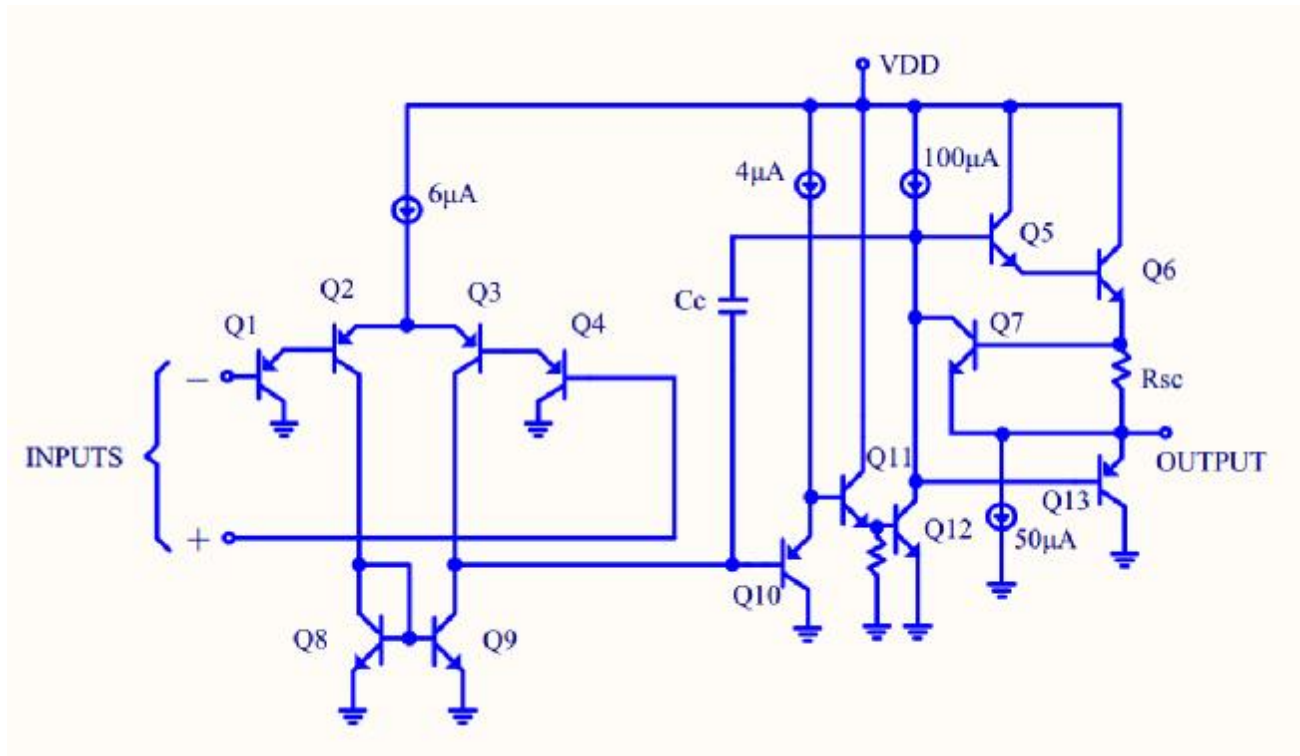 VDD
4μA
100μA
6μA
Q5
Q6
Q2
Q3
Cc
Q1
Q4
Q7
−
Rsc
INPUTS
Q11
OUTPUT
Q13
+
Q12
50μA
Q10
Q8
Q9